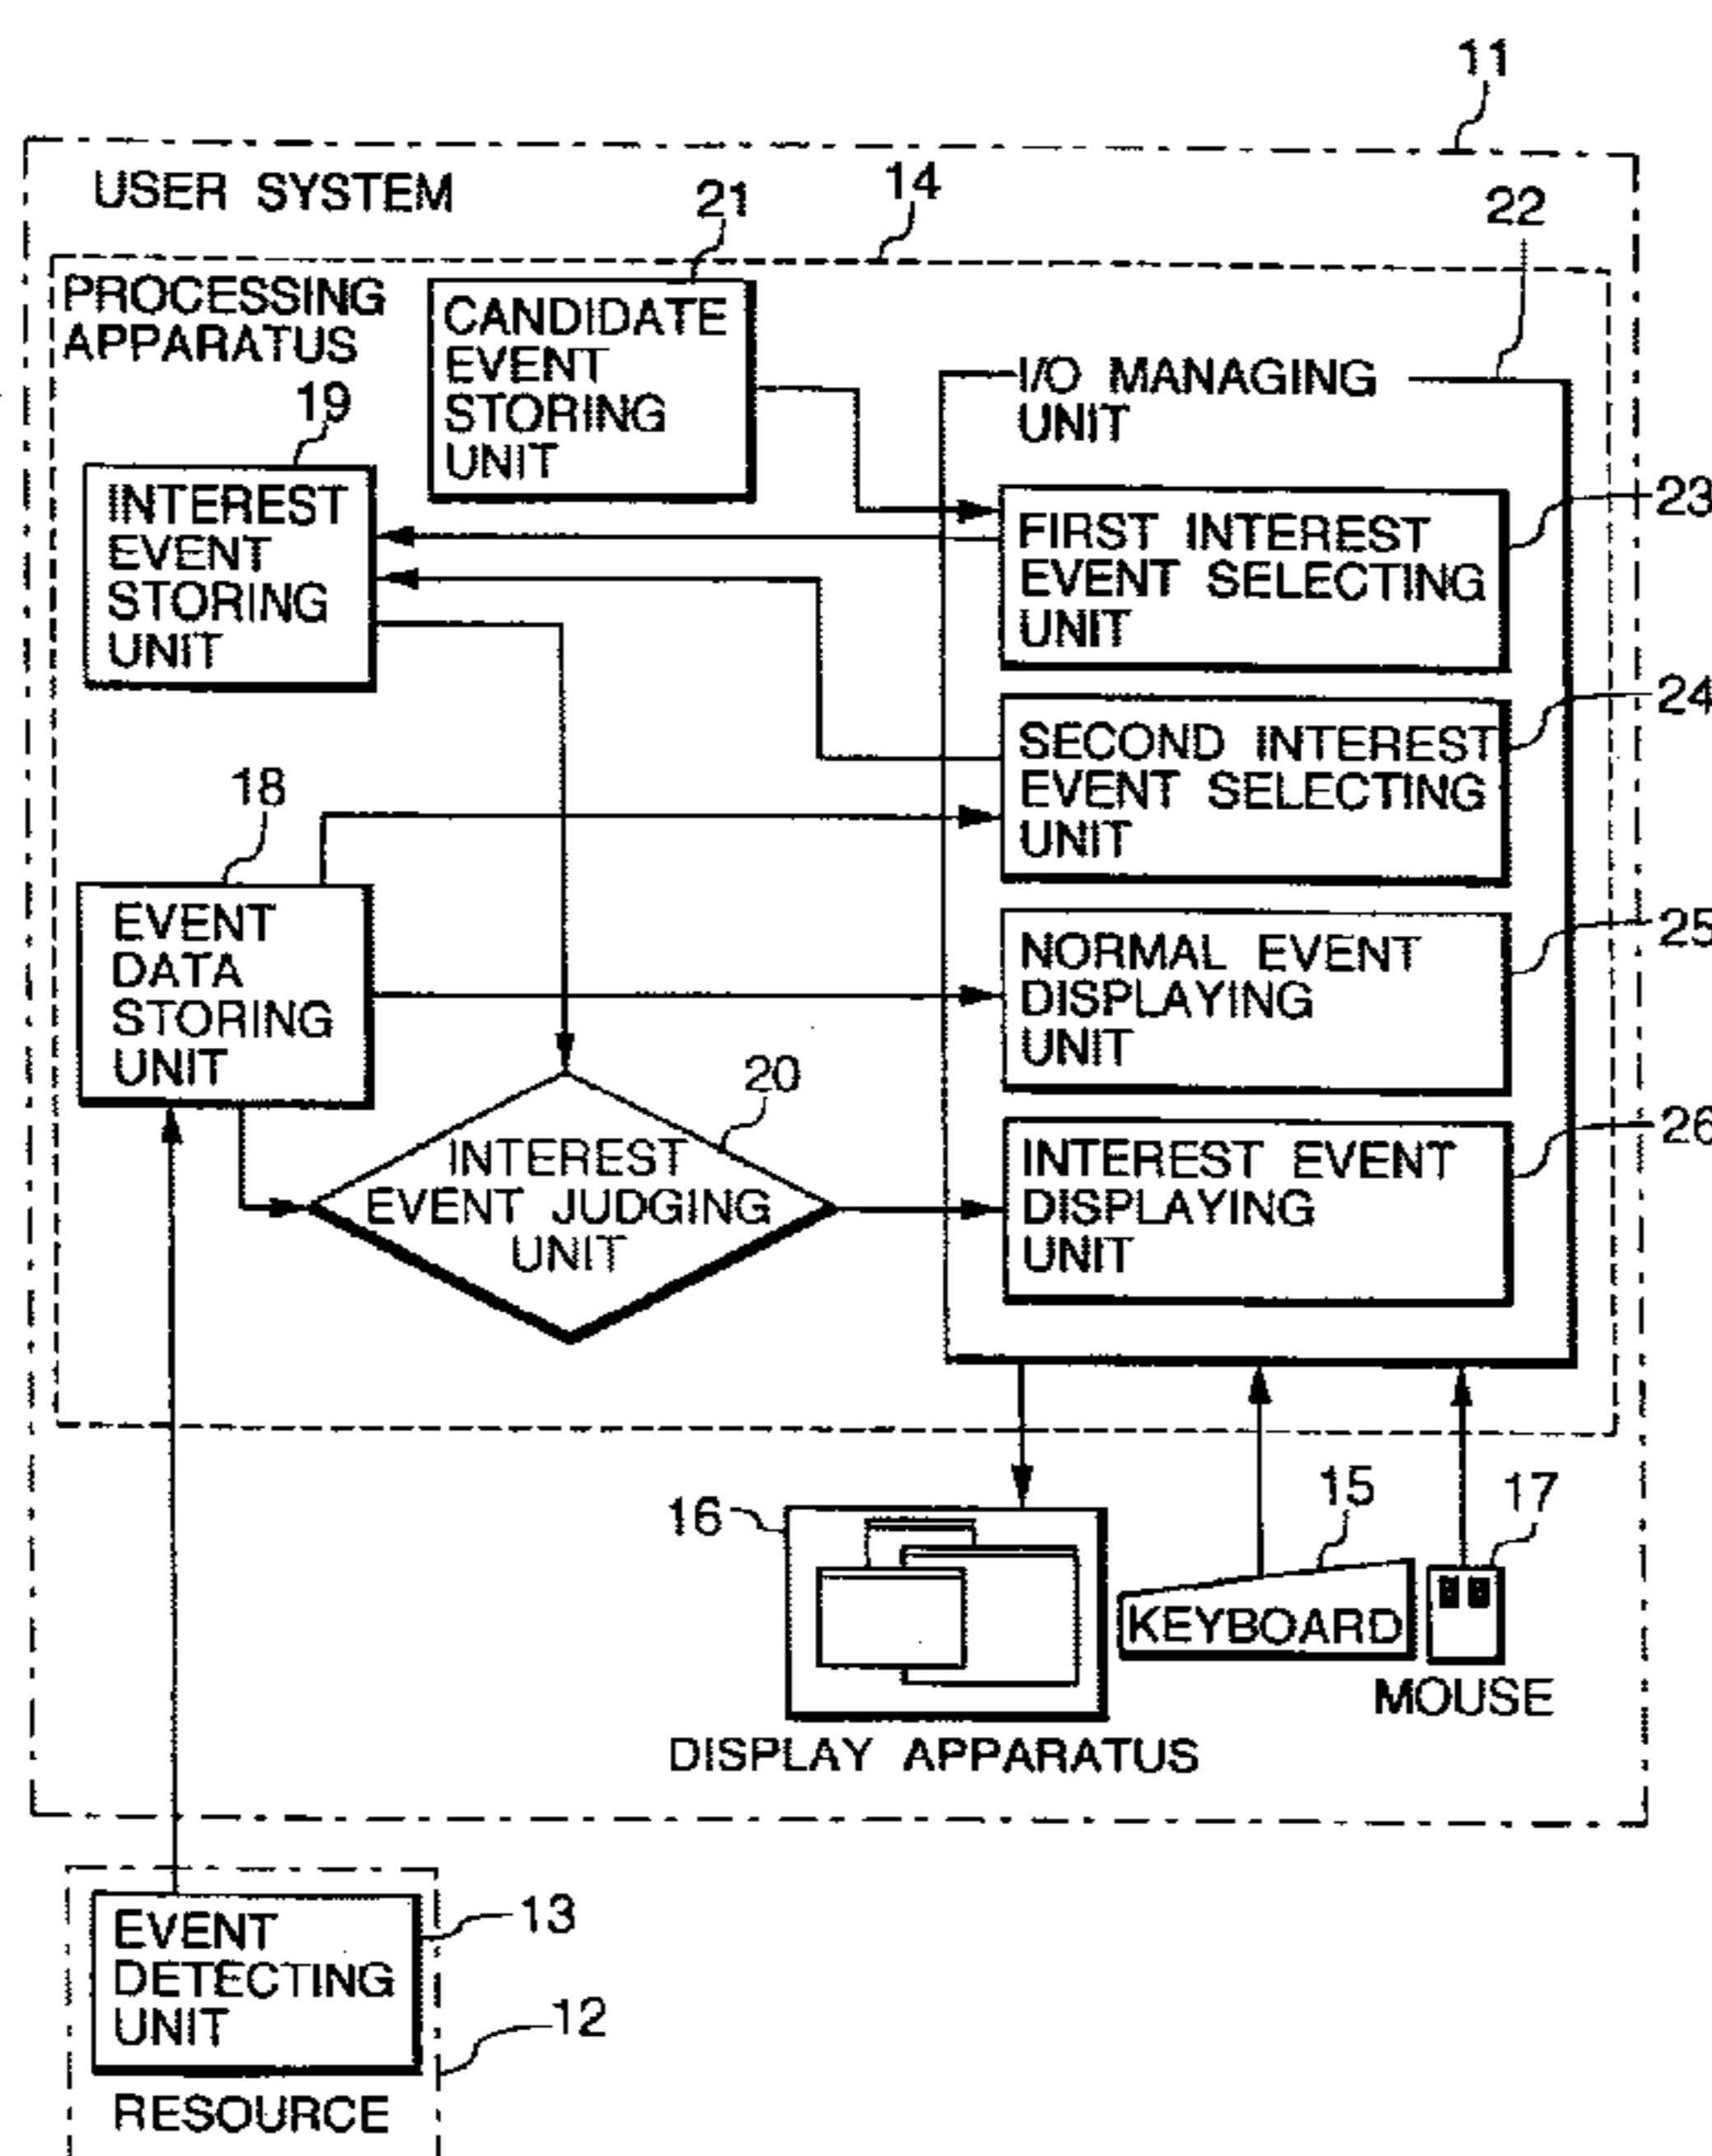 11
USER SYSTEM
21
14
22
PROCESSING
APPARATUS
CANDIDATE
EVENT
STORING
UNIT
I/O MANAGING
UNIT
19
INTEREST
EVENT
STORING
UNIT
FIRST INTEREST
EVENT SELECTING
UNIT
23
SECOND INTEREST
EVENT SELECTING
UNIT
24
18
EVENT
DATA
STORING
UNIT
NORMAL EVENT
DISPLAYING
UNIT
25
20
INTEREST
EVENT JUDGING
UNIT
INTEREST EVENT
DISPLAYING
UNIT
26
16
15
17
KEYBOARD
MOUSE
DISPLAY APPARATUS
EVENT
DETECTING
UNIT
13
12
RESOURCE